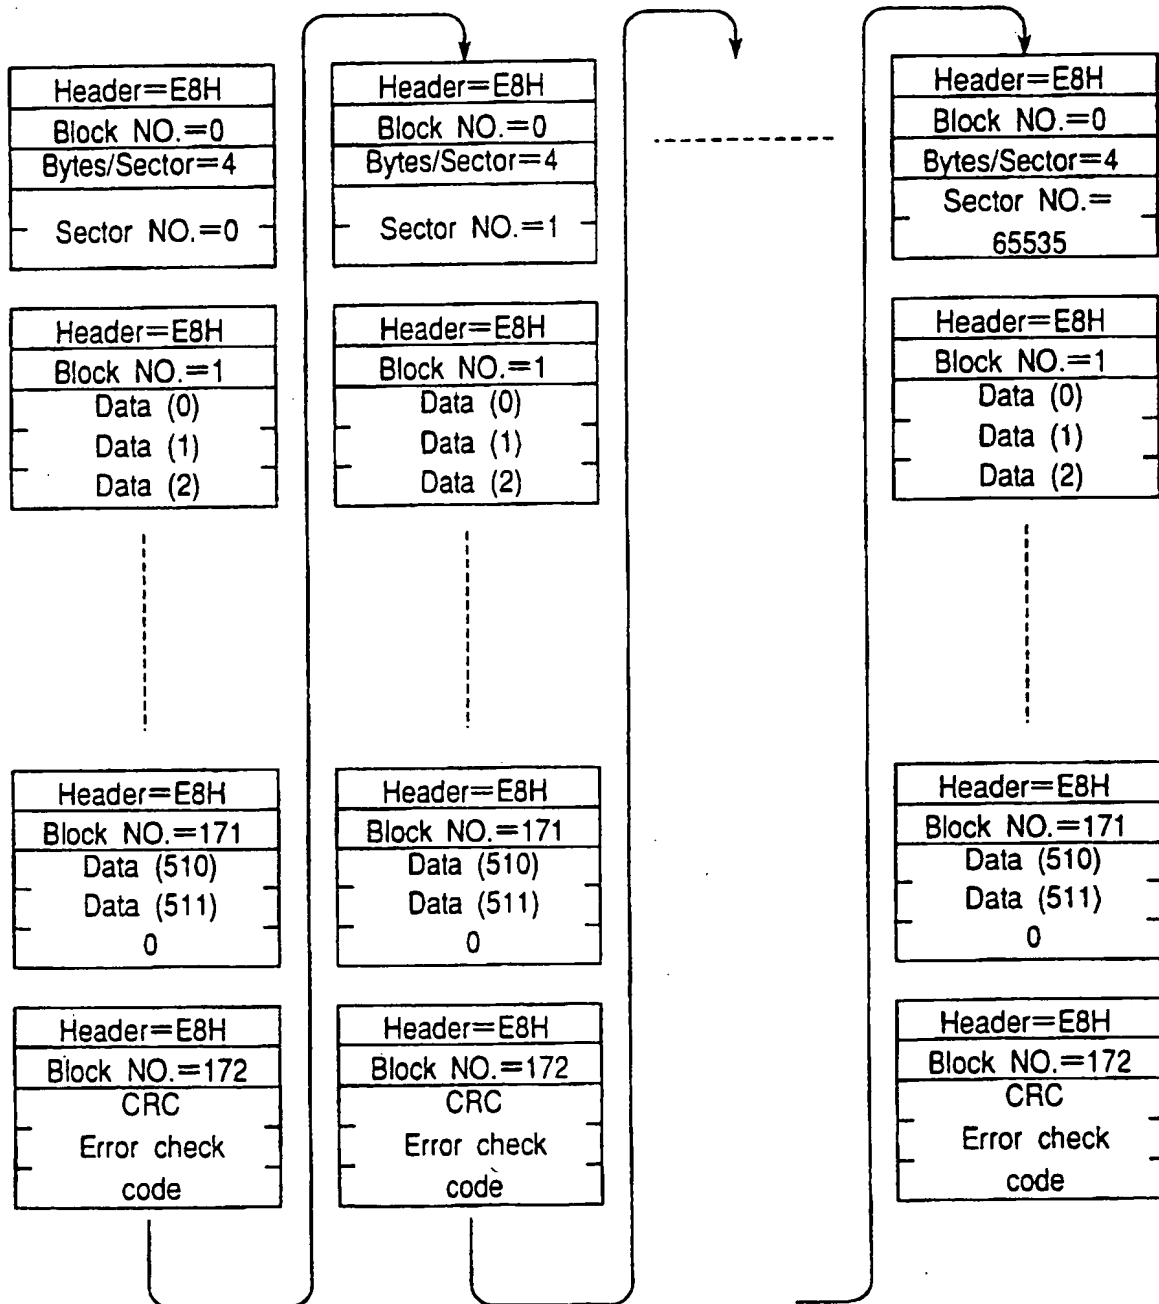 Header=E8H
Block NO.=0
Bytes/Sector=4
Sector NO.=0
Header=E8H
Block NO.=1
Data (0)
Data (1)
Data (2)
Header=E8H
Block NO.=171
Data (510)
Data (511)
0
Header=E8H
Block NO.=172
CRC
Error check
code
Header=E8H
Block NO.=0
Bytes/Sector=4
Sector NO.=1
Header=E8H
Block NO.=1
Data (0)
Data (1)
Data (2)
Header=E8H
Block NO.=171
Data (510)
Data (511)
0
Header=E8H
Block NO.=172
CRC
Error check
code
Header=E8H
Block NO.=0
Bytes/Sector=4
Sector NO.=
65535
Header=E8H
Block NO.=1
Data (0)
Data (1)
Data (2)
Header=E8H
Block NO.=171
Data (510)
Data (511)
0
Header=E8H
Block NO.=172
CRC
Error check
code